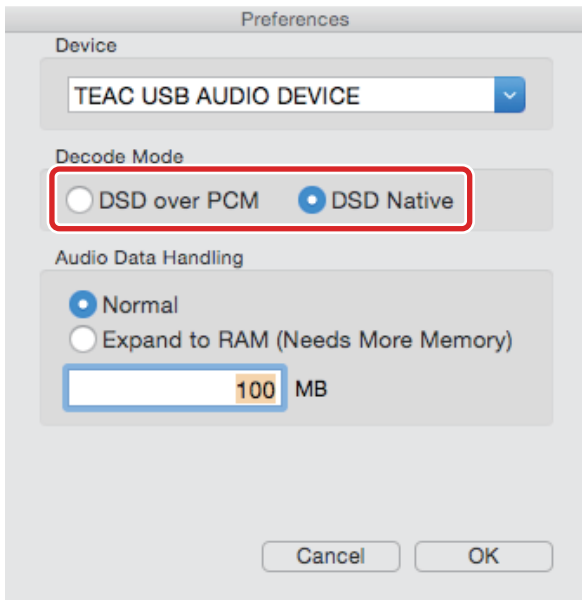 Preferences
Device
TEAC USB AUDIO DEVICE
Decode Mode
DSD over PCM DSD Native
Audio Data Handling
Normal
Expand to RAM (Needs More Memory)
100 MB
Cancel OK